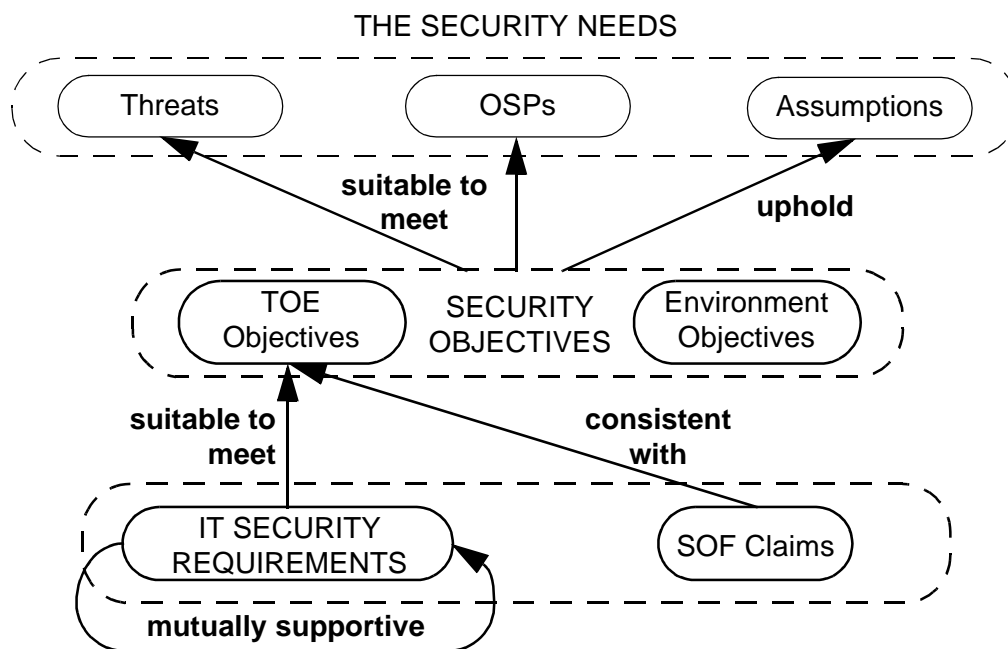 THE SECURITY NEEDS
Threats
OSPs
Assumptions
suitable to
meet
uphold
TOE
Objectives
SECURITY
OBJECTIVES
Environment
Objectives
suitable to
meet
consistent
with
IT SECURITY
REQUIREMENTS
SOF Claims
mutually supportive